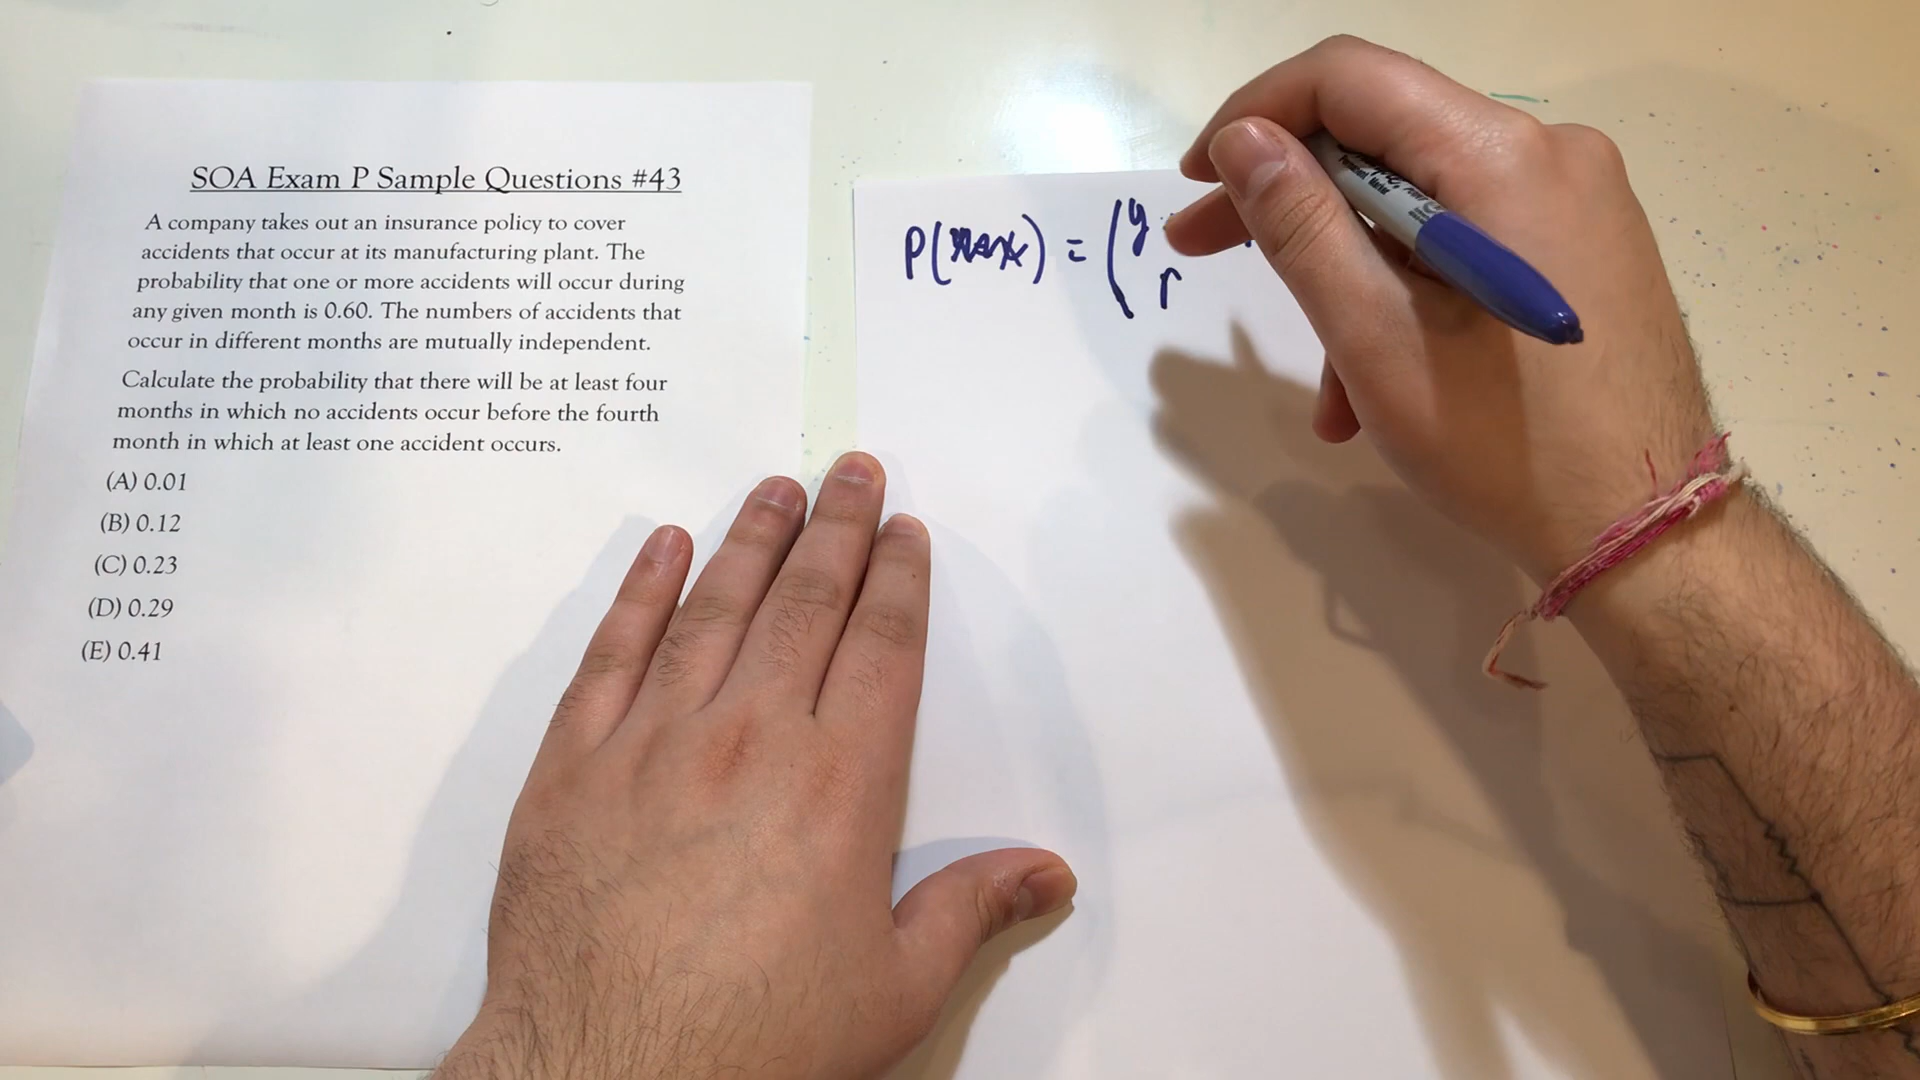 SOA Exam P Sample Questions #43
A company takes out an insurance policy to cover
accidents that occur at its manufacturing plant. The
probability that one or more accidents will occur during
any given month is 0.60. The numbers of accidents that
occur in different months are mutually independent.
Calculate the probability that there will be at least four
months in which no accidents occur before the fourth
month in which at least one accident occurs.
(A) 0.01
(B) 0.12
(C) 0.23
(D) 0.29
(E) 0.41
P( ) = ( y
r
Permanent Marker